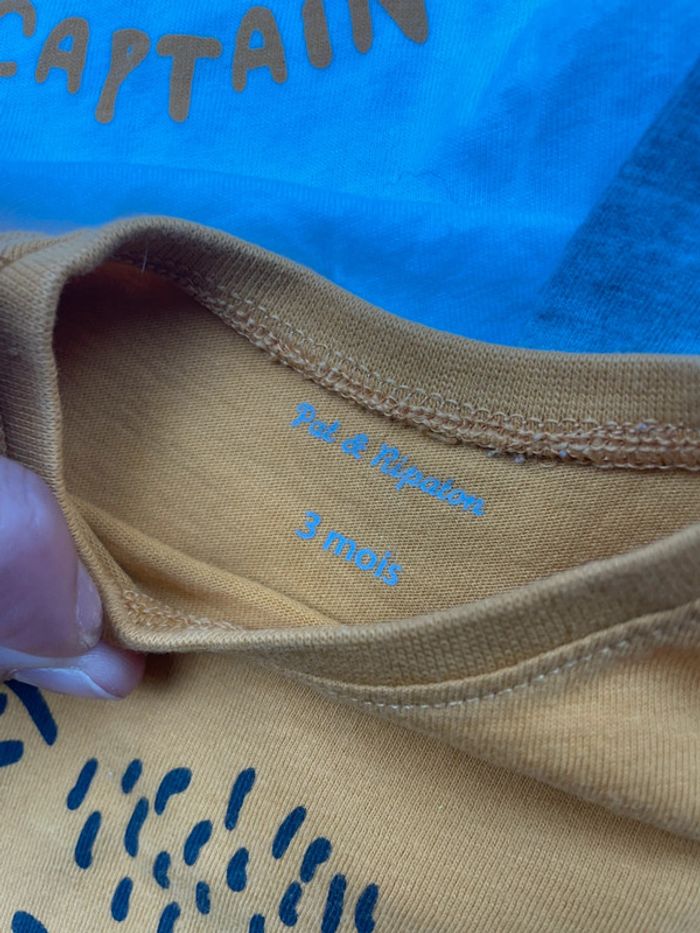 CAPTAIN
Pat & Ripaton
3 mois